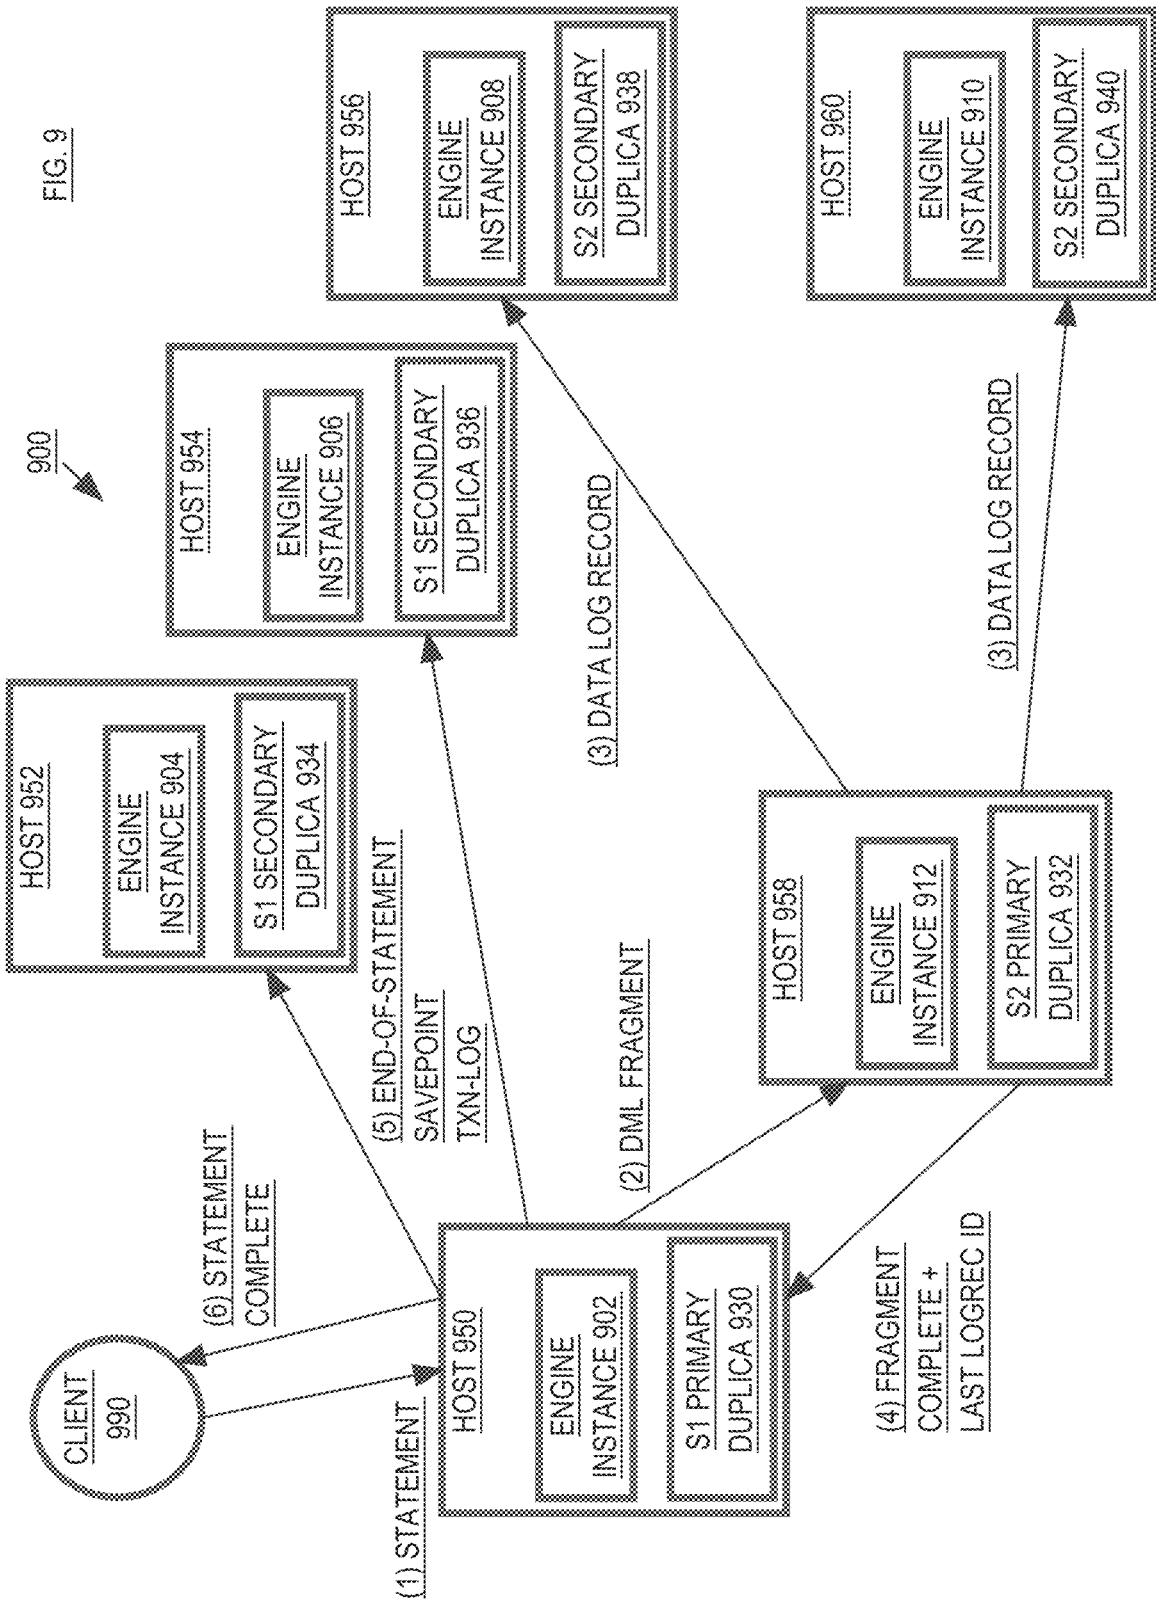 FIG. 9
900
CLIENT
990
(1) STATEMENT
(6) STATEMENT
COMPLETE
HOST 950
ENGINE
INSTANCE 902
S1 PRIMARY
DUPLICA 930
(5) END-OF-STATEMENT
SAVEPOINT
TXN-LOG
HOST 952
ENGINE
INSTANCE 904
S1 SECONDARY
DUPLICA 934
HOST 954
ENGINE
INSTANCE 906
S1 SECONDARY
DUPLICA 936
(2) DML FRAGMENT
(4) FRAGMENT
COMPLETE +
LAST LOGREC ID
HOST 958
ENGINE
INSTANCE 912
S2 PRIMARY
DUPLICA 932
(3) DATA LOG RECORD
(3) DATA LOG RECORD
HOST 956
ENGINE
INSTANCE 908
S2 SECONDARY
DUPLICA 938
HOST 960
ENGINE
INSTANCE 910
S2 SECONDARY
DUPLICA 940